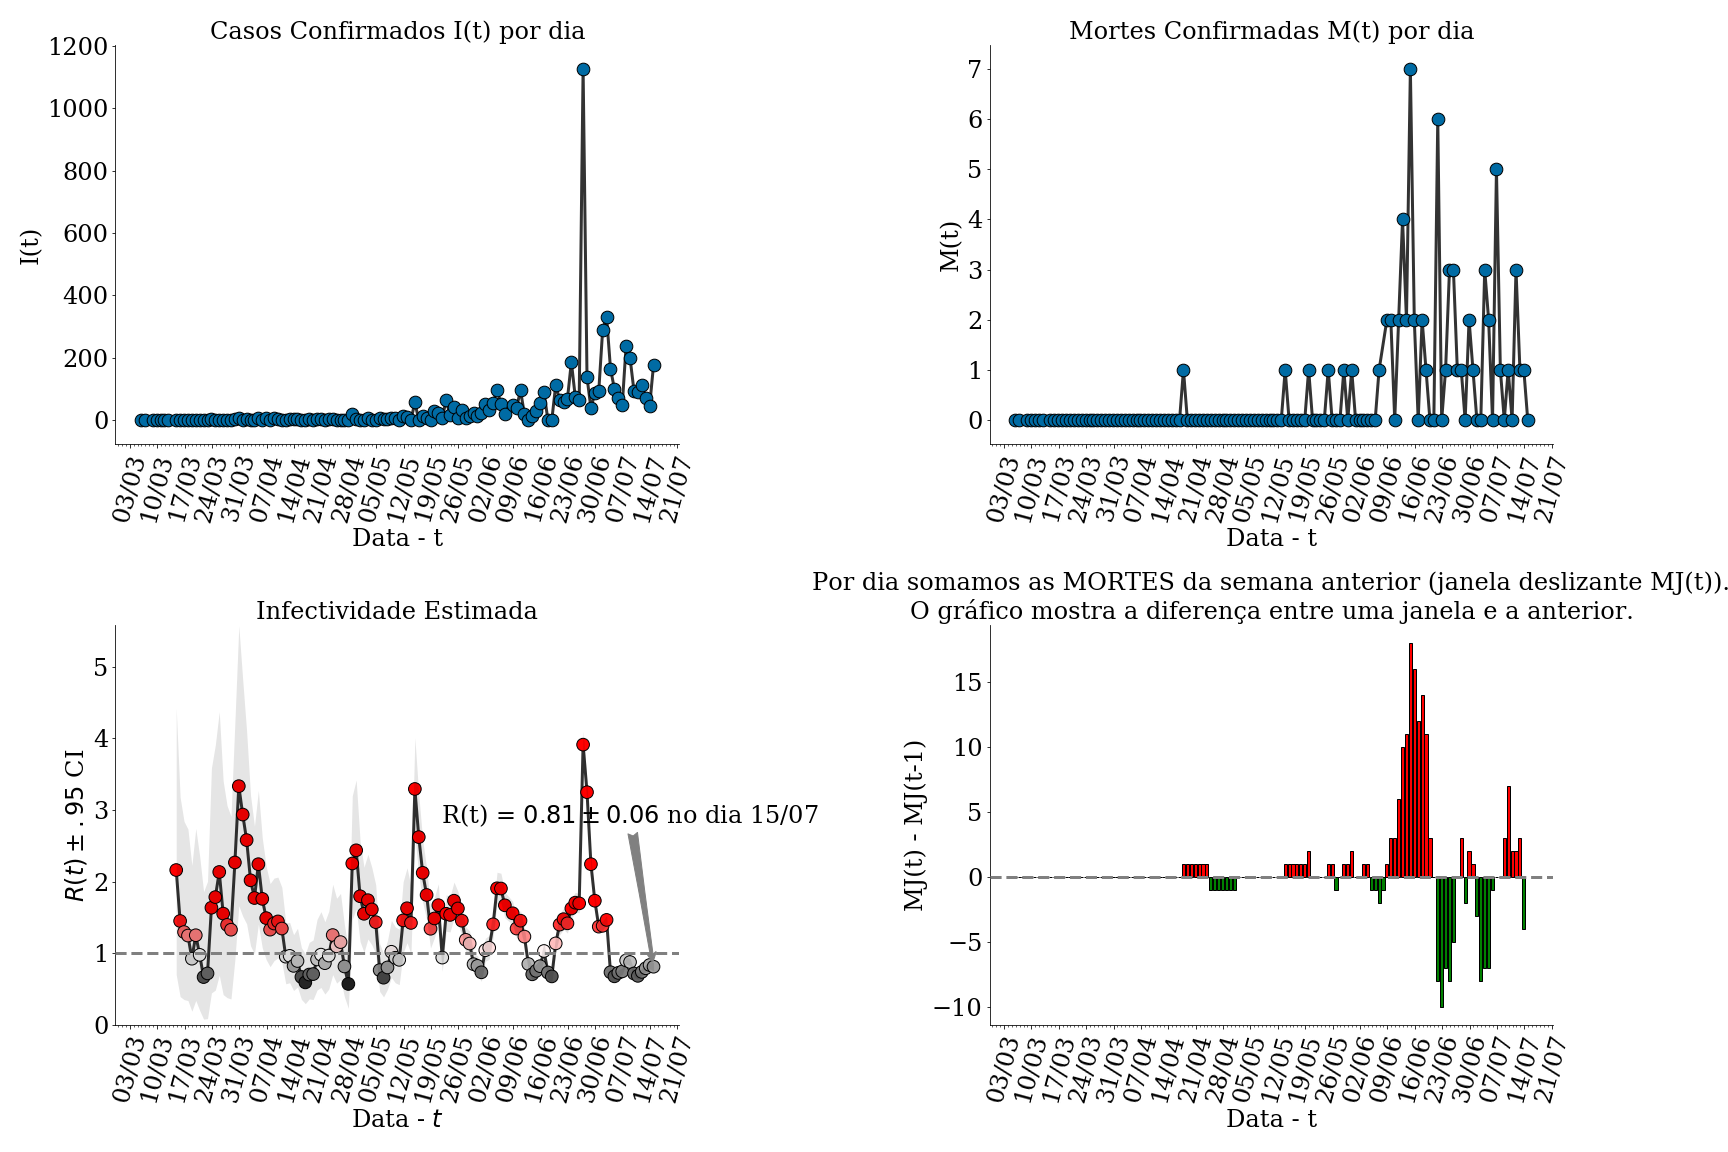 Casos Confirmados I(t) por dia
1200
1000
800
600
400
200
0
I(t)
03/03 10/03 17/03 24/03 31/03 07/04 14/04 21/04 28/04 05/05 12/05 19/05 26/05 02/06 09/06 16/06 23/06 30/06 07/07 14/07 21/07
Data - t
Mortes Confirmadas M(t) por dia
7
6
5
4
3
2
1
0
M(t)
03/03 10/03 17/03 24/03 31/03 07/04 14/04 21/04 28/04 05/05 12/05 19/05 26/05 02/06 09/06 16/06 23/06 30/06 07/07 14/07 21/07
Data - t
Infectividade Estimada
5
4
3
2
1
0
R(t) ± .95 CI
R(t) = 0.81 ± 0.06 no dia 15/07
03/03 10/03 17/03 24/03 31/03 07/04 14/04 21/04 28/04 05/05 12/05 19/05 26/05 02/06 09/06 16/06 23/06 30/06 07/07 14/07 21/07
Data - t
Por dia somamos as MORTES da semana anterior (janela deslizante MJ(t)).
O gráfico mostra a diferença entre uma janela e a anterior.
15
10
5
0
−5
−10
MJ(t) - MJ(t-1)
03/03 10/03 17/03 24/03 31/03 07/04 14/04 21/04 28/04 05/05 12/05 19/05 26/05 02/06 09/06 16/06 23/06 30/06 07/07 14/07 21/07
Data - t